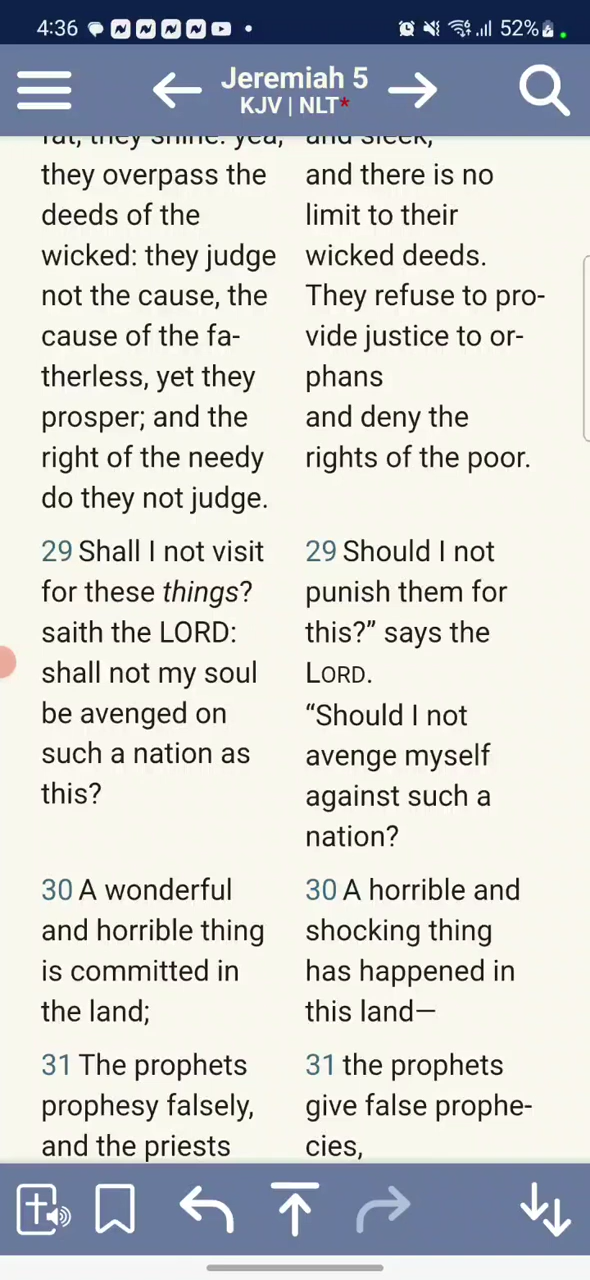 4:36
52%
Jeremiah 5
KJV | NLT*
fat, they shine: yea,
they overpass the
deeds of the
wicked: they judge
not the cause, the
cause of the fa-
therless, yet they
prosper; and the
right of the needy
do they not judge.
29 Shall I not visit
for these things?
saith the LORD:
shall not my soul
be avenged on
such a nation as
this?
30 A wonderful
and horrible thing
is committed in
the land;
31 The prophets
prophesy falsely,
and the priests
and sleek,
and there is no
limit to their
wicked deeds.
They refuse to pro-
vide justice to or-
phans
and deny the
rights of the poor.
29 Should I not
punish them for
this?” says the
LORD.
“Should I not
avenge myself
against such a
nation?
30 A horrible and
shocking thing
has happened in
this land—
31 the prophets
give false prophe-
cies,